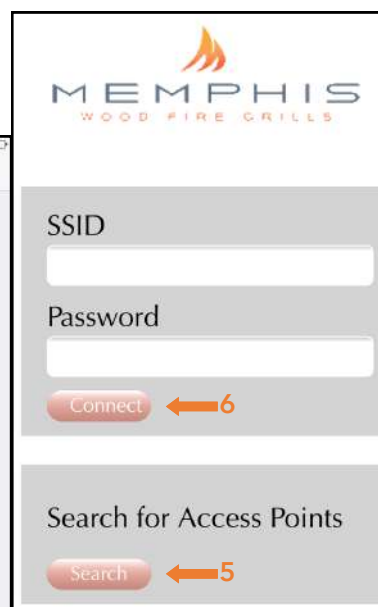 MEMPHIS
WOOD FIRE GRILLS
SSID
Password
Connect 6
Search for Access Points
Search 5